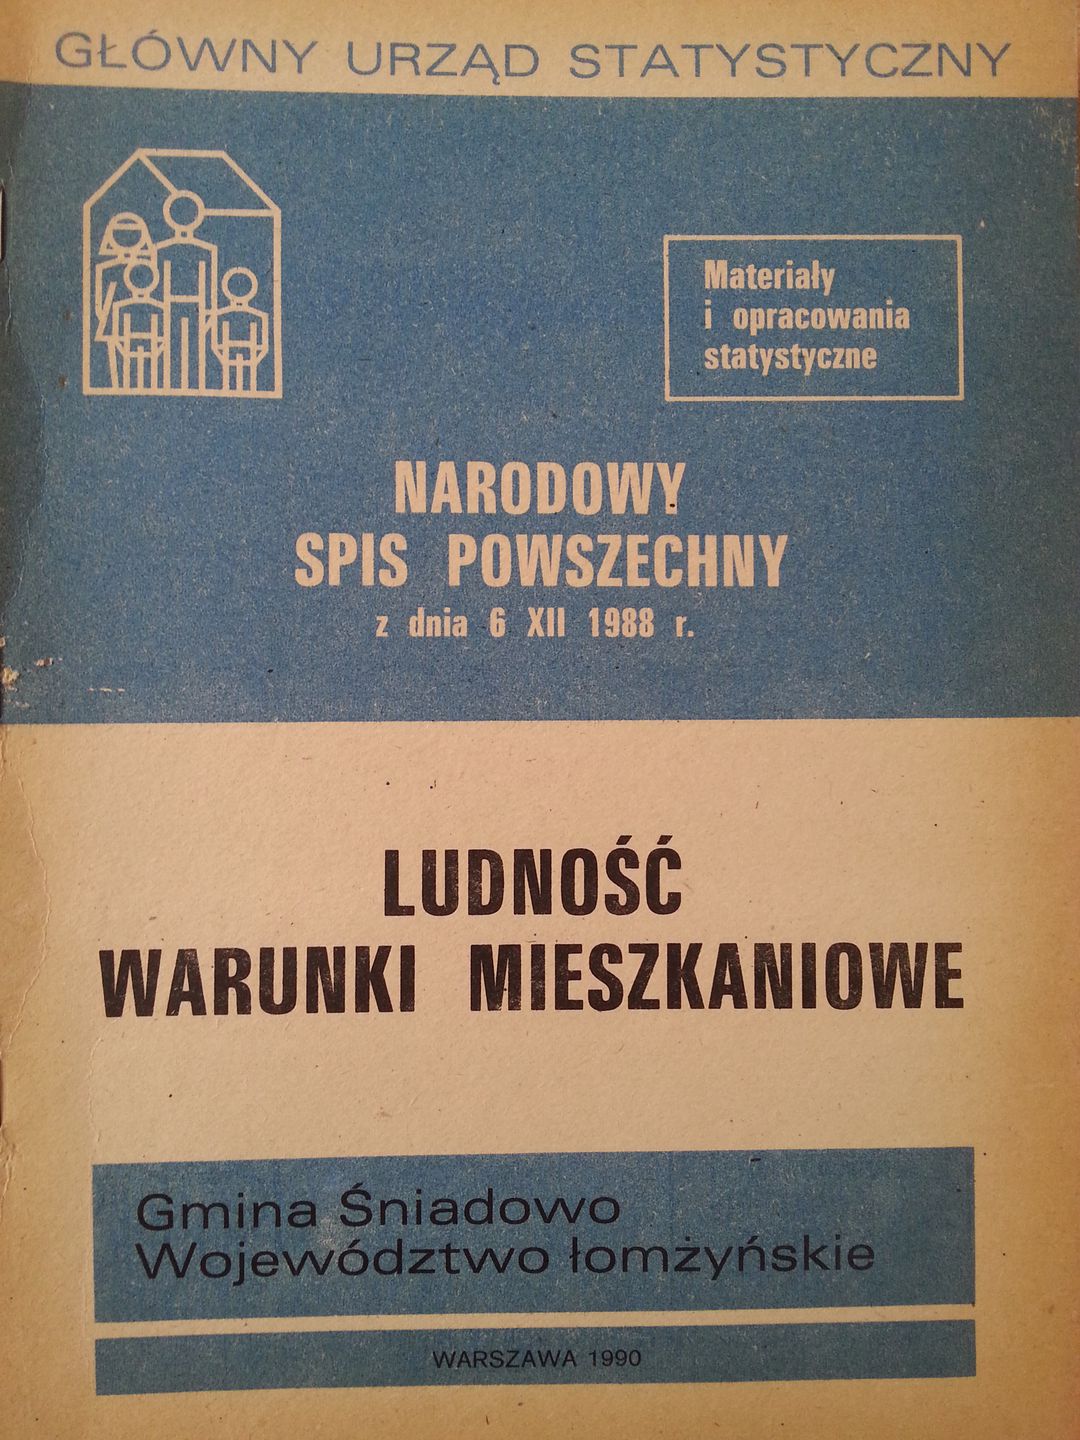 GŁÓWNY URZĄD STATYSTYCZNY
Materiały
i opracowania
statystyczne
NARODOWY
SPIS POWSZECHNY
z dnia 6 XII 1988 r.
LUDNOŚĆ
WARUNKI MIESZKANIOWE
Gmina Śniadowo
Województwo łomżyńskie
WARSZAWA 1990